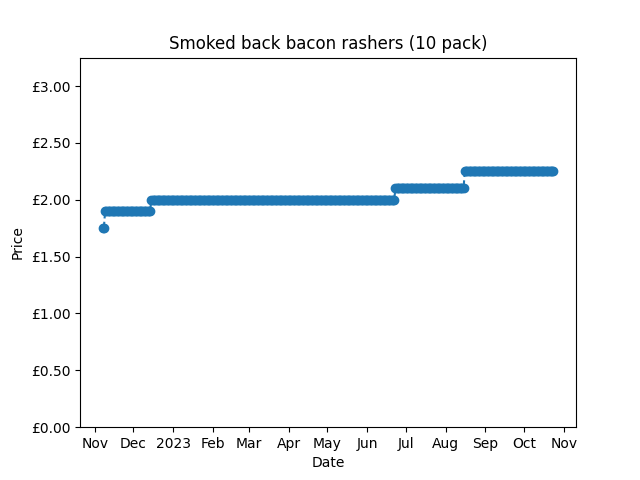 Smoked back bacon rashers (10 pack)
£3.00
£2.50
£2.00
£1.50
£1.00
£0.50
£0.00
Price
Nov Dec 2023 Feb Mar Apr May Jun Jul Aug Sep Oct Nov
Date